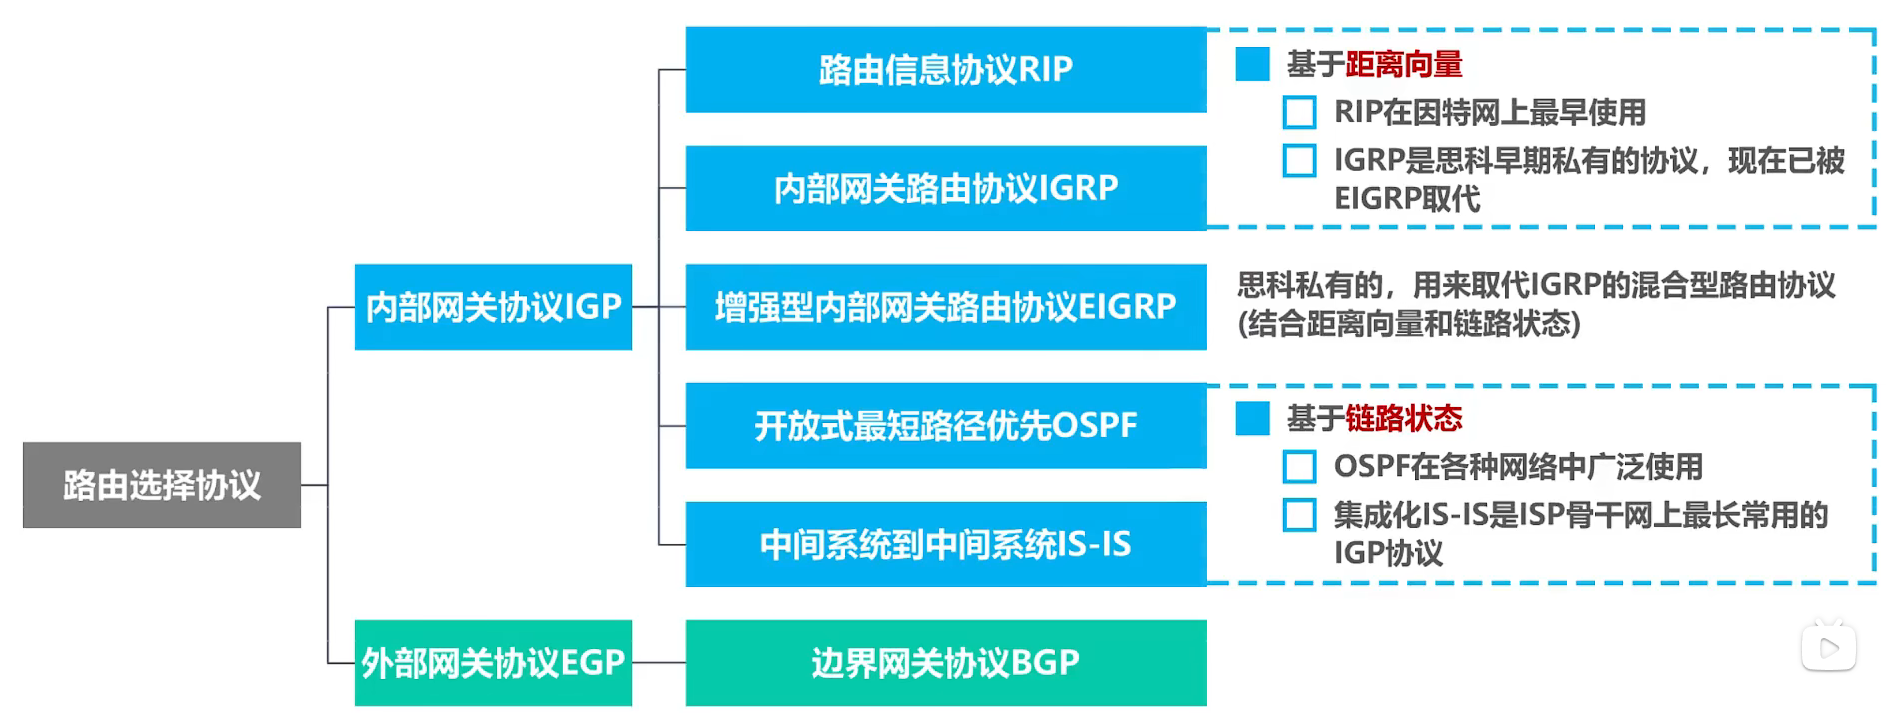 路由信息协议RIP
基于距离向量
RIP在因特网上最早使用
内部网关路由协议IGRP
IGRP是思科早期私有的协议，现在已被
EIGRP取代
内部网关协议IGP
增强型内部网关路由协议EIGRP
思科私有的，用来取代IGRP的混合型路由协议
(结合距离向量和链路状态)
开放式最短路径优先OSPF
基于链路状态
OSPF在各种网络中广泛使用
路由选择协议
中间系统到中间系统IS-IS
集成化IS-IS是ISP骨干网上最长常用的
IGP协议
外部网关协议EGP
边界网关协议BGP